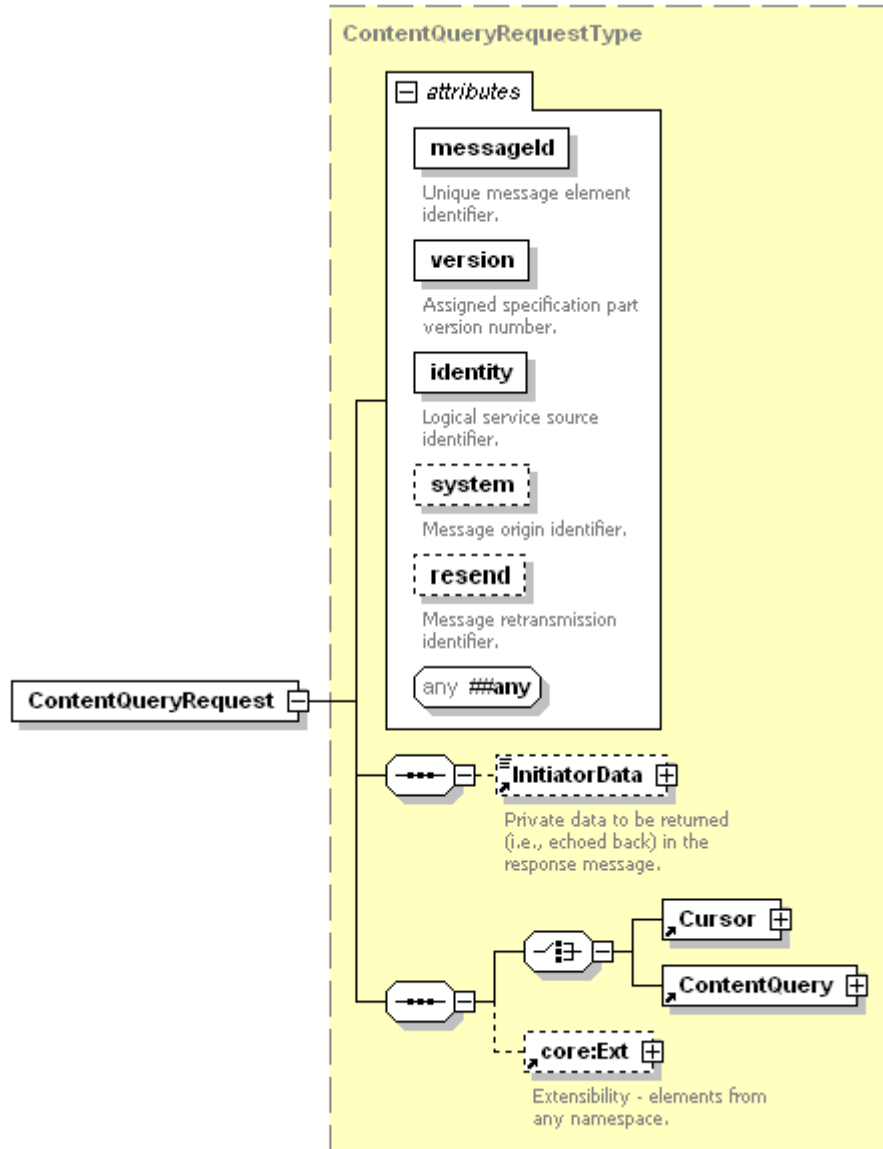 ContentQueryRequestType
attributes
messageId
Unique message element
identifier.
version
Assigned specification part
version number.
identity
Logical service source
identifier.
system
Message origin identifier.
resend
Message retransmission
identifier.
any ##any
ContentQueryRequest
InitiatorData
Private data to be returned
(i.e., echoed back) in the
response message.
Cursor
ContentQuery
core:Ext
Extensibility - elements from
any namespace.